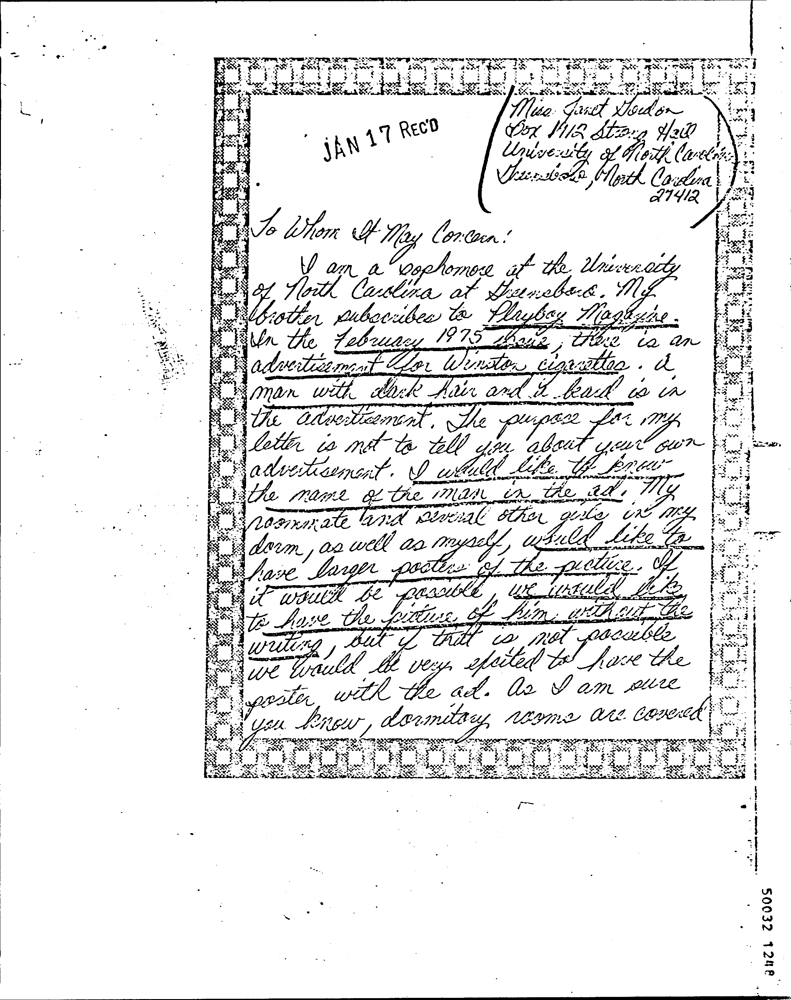 JAN 17 REC'D
Miss Janet
Box 1912 Strong Hall
University of North Carolina
Greensboro, North Carolina
27412
To Whom It May Concern:
I am a sophomore at the University
of North Carolina at Greensboro. My
brother subscribes to Playboy Magazine.
In the February 1975 issue, there is an
advertisement for Winston cigarettes. A
man with dark hair and a beard is in
the advertisement. The purpose for my
letter is not to tell you about your own
advertisement. I would like to know
the name of the man in the ad. My
roommate and several other girls in my
dorm, as well as myself, would like to
have larger posters of the picture. If
it would be possible, we would like
to have the picture of him without the
writing, but if that is not possible
we would be very excited to have the
poster with the ad. As I am sure
you know, dormitory rooms are covered
50032 1248